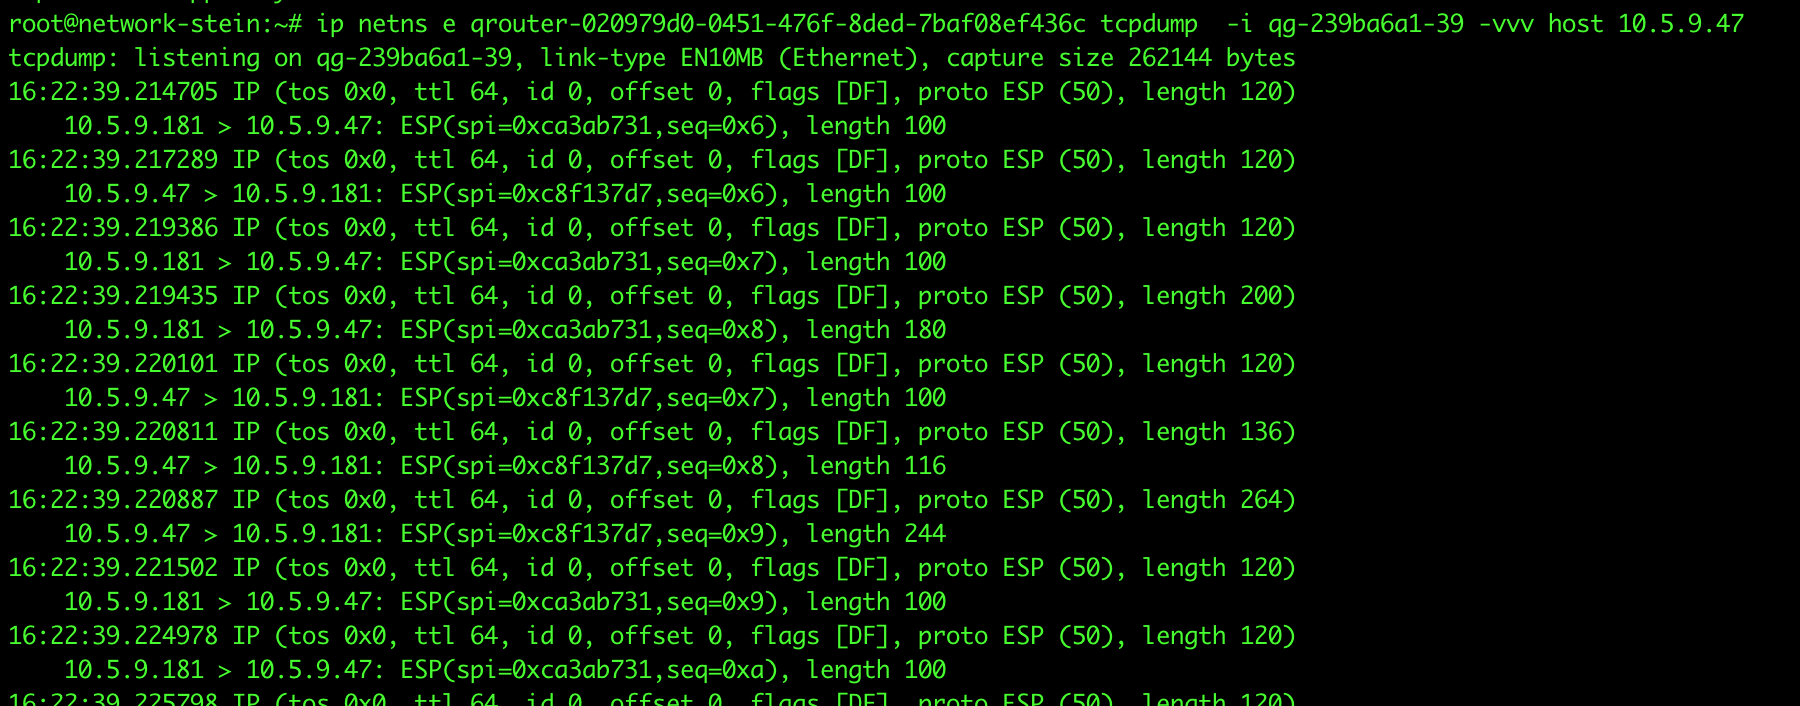 root@network-stein:~# ip netns e qrouter-020979d0-0451-476f-8ded-7baf08ef436c tcpdump  -i qg-239ba6a1-39 -vvv host 10.5.9.47
tcpdump: listening on qg-239ba6a1-39, link-type EN10MB (Ethernet), capture size 262144 bytes
16:22:39.214705 IP (tos 0x0, ttl 64, id 0, offset 0, flags [DF], proto ESP (50), length 120)
    10.5.9.181 > 10.5.9.47: ESP(spi=0xca3ab731,seq=0x6), length 100
16:22:39.217289 IP (tos 0x0, ttl 64, id 0, offset 0, flags [DF], proto ESP (50), length 120)
    10.5.9.47 > 10.5.9.181: ESP(spi=0xc8f137d7,seq=0x6), length 100
16:22:39.219386 IP (tos 0x0, ttl 64, id 0, offset 0, flags [DF], proto ESP (50), length 120)
    10.5.9.181 > 10.5.9.47: ESP(spi=0xca3ab731,seq=0x7), length 100
16:22:39.219435 IP (tos 0x0, ttl 64, id 0, offset 0, flags [DF], proto ESP (50), length 200)
    10.5.9.181 > 10.5.9.47: ESP(spi=0xca3ab731,seq=0x8), length 180
16:22:39.220101 IP (tos 0x0, ttl 64, id 0, offset 0, flags [DF], proto ESP (50), length 120)
    10.5.9.47 > 10.5.9.181: ESP(spi=0xc8f137d7,seq=0x7), length 100
16:22:39.220811 IP (tos 0x0, ttl 64, id 0, offset 0, flags [DF], proto ESP (50), length 136)
    10.5.9.47 > 10.5.9.181: ESP(spi=0xc8f137d7,seq=0x8), length 116
16:22:39.220887 IP (tos 0x0, ttl 64, id 0, offset 0, flags [DF], proto ESP (50), length 264)
    10.5.9.47 > 10.5.9.181: ESP(spi=0xc8f137d7,seq=0x9), length 244
16:22:39.221502 IP (tos 0x0, ttl 64, id 0, offset 0, flags [DF], proto ESP (50), length 120)
    10.5.9.181 > 10.5.9.47: ESP(spi=0xca3ab731,seq=0x9), length 100
16:22:39.224978 IP (tos 0x0, ttl 64, id 0, offset 0, flags [DF], proto ESP (50), length 120)
    10.5.9.181 > 10.5.9.47: ESP(spi=0xca3ab731,seq=0xa), length 100
16:22:39.225798 IP (tos 0x0, ttl 64, id 0, offset 0, flags [DF], proto ESP (50), length 120)